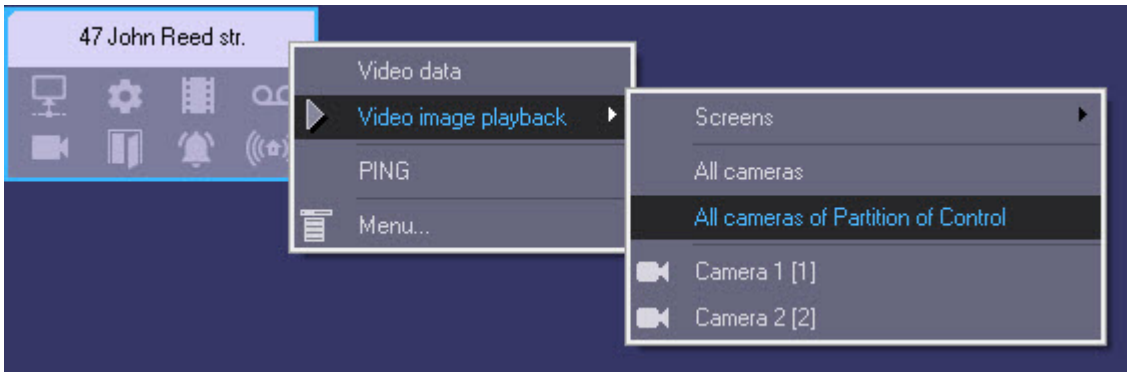 47 John Reed str.
Video data
Video image playback
PING
Menu...
Screens
All cameras
All cameras of Partition of Control
Camera 1 [1]
Camera 2 [2]